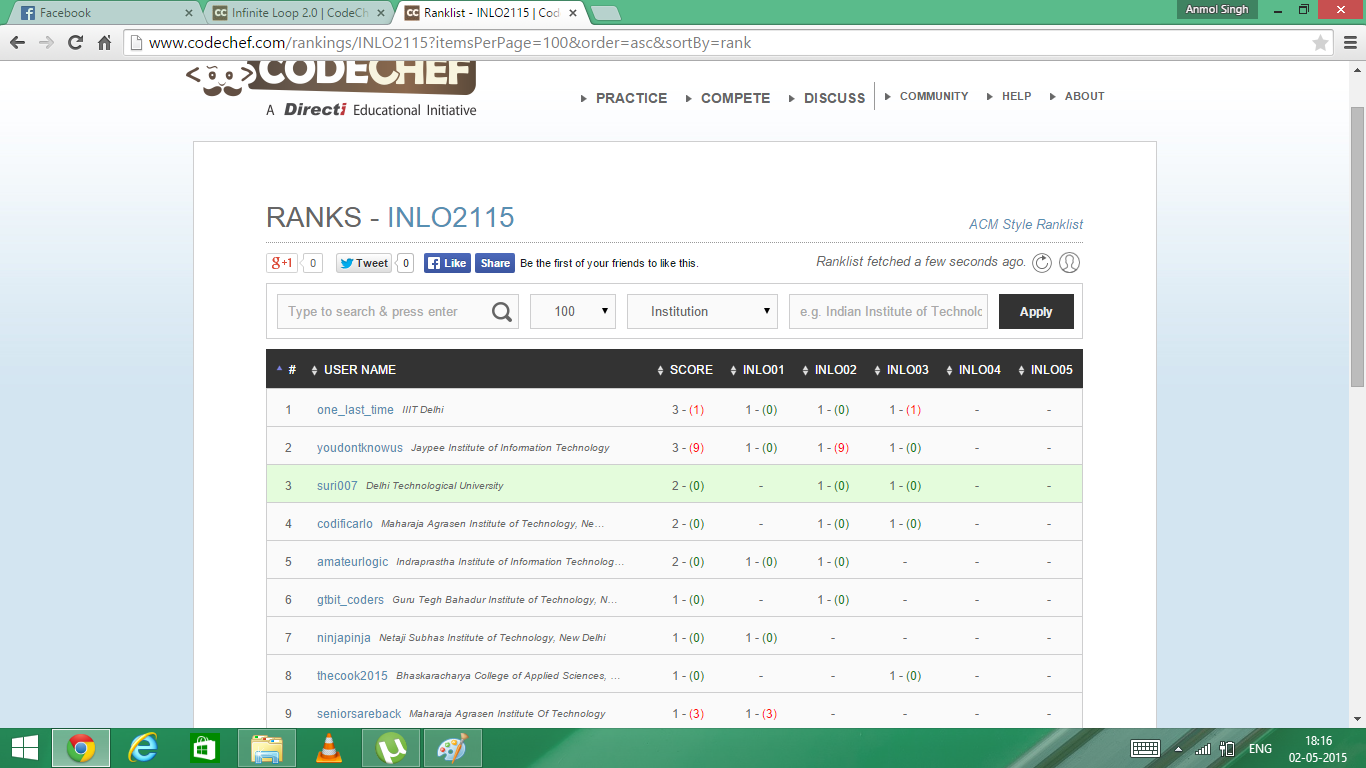 Facebook
Infinite Loop 2.0 | CodeCh
Ranklist - INLO2115 | Cod
Anmol Singh
www.codechef.com/rankings/INLO2115?itemsPerPage=100&order=asc&sortBy=rank
CODECHEF
A Directi Educational Initiative
PRACTICE COMPETE DISCUSS COMMUNITY HELP ABOUT
RANKS - INLO2115
ACM Style Ranklist
g+1 0 Tweet 0 Like Share Be the first of your friends to like this.
Ranklist fetched a few seconds ago.
Type to search & press enter 100 Institution e.g. Indian Institute of Technolo Apply
# USER NAME SCORE INLO01 INLO02 INLO03 INLO04 INLO05
1 one_last_time IIIT Delhi 3 - (1) 1 - (0) 1 - (0) 1 - (1) - -
2 youdontknowus Jaypee Institute of Information Technology 3 - (9) 1 - (0) 1 - (9) 1 - (0) - -
3 suri007 Delhi Technological University 2 - (0) - 1 - (0) 1 - (0) - -
4 codificarlo Maharaja Agrasen Institute of Technology, Ne... 2 - (0) - 1 - (0) 1 - (0) - -
5 amateurlogic Indraprastha Institute of Information Technolog... 2 - (0) 1 - (0) 1 - (0) - - -
6 gtbit_coders Guru Tegh Bahadur Institute of Technology, N... 1 - (0) - 1 - (0) - - -
7 ninjapinja Netaji Subhas Institute of Technology, New Delhi 1 - (0) 1 - (0) - - - -
8 thecook2015 Bhaskaracharya College of Applied Sciences, ... 1 - (0) - - 1 - (0) - -
9 seniorsareback Maharaja Agrasen Institute Of Technology 1 - (3) 1 - (3) - - - -
ENG
18:16
02-05-2015